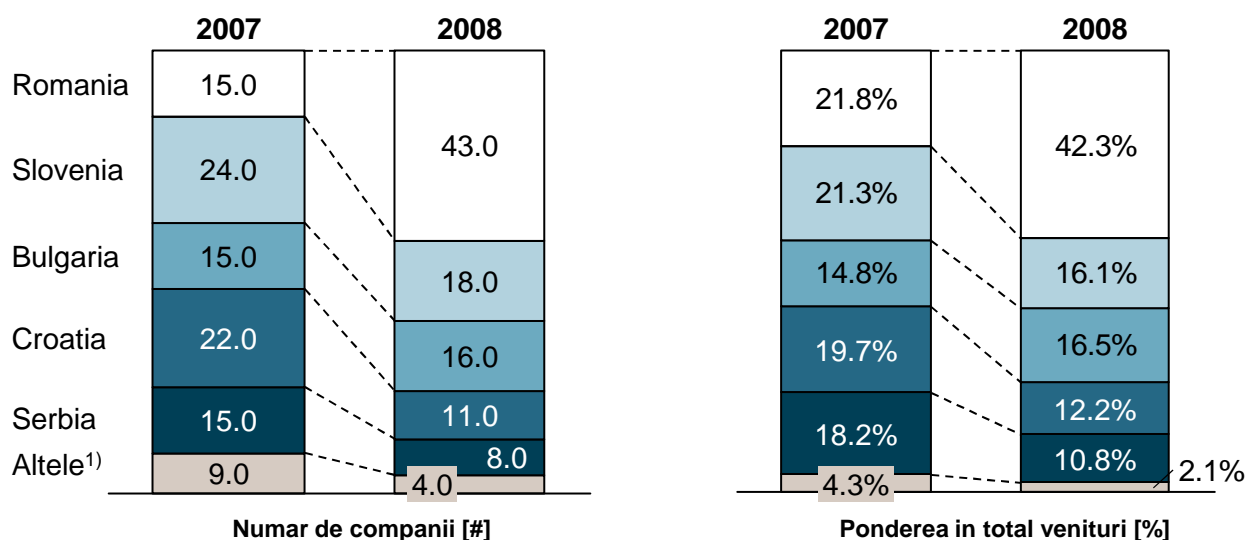 2007 2008 2007 2008
Romania 15.0 43.0 21.8% 42.3%
Slovenia 24.0 18.0 21.3% 16.1%
Bulgaria 15.0 16.0 14.8% 16.5%
Croatia 22.0 11.0 19.7% 12.2%
Serbia 15.0 8.0 18.2% 10.8%
Altele1) 9.0 4.0 4.3% 2.1%
Numar de companii [#] Ponderea in total venituri [%]